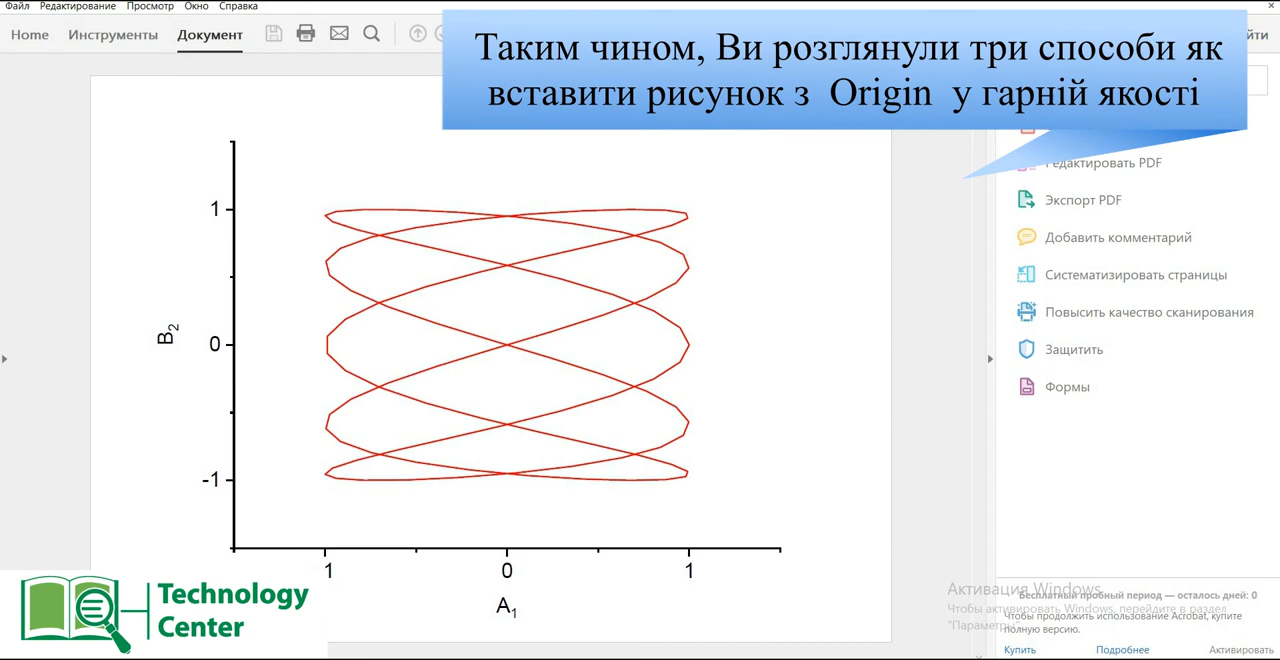 Файл Редактирование Просмотр Окно Справка
Home Инструменты Документ
Таким чином, Ви розглянули три способи як
вставити рисунок з Origin у гарній якості
Редактировать PDF
Экспорт PDF
Добавить комментарий
Систематизировать страницы
Повысить качество сканирования
Защитить
Формы
1
0
-1
B2
1 0 1
A1
Technology
Center
Активация Windows
Чтобы активировать Windows, перейдите в раздел
"Параметры"
Бесплатный пробный период — осталось дней: 0
Чтобы продолжить использование Acrobat, купите
полную версию.
Купить Подробнее Активировать